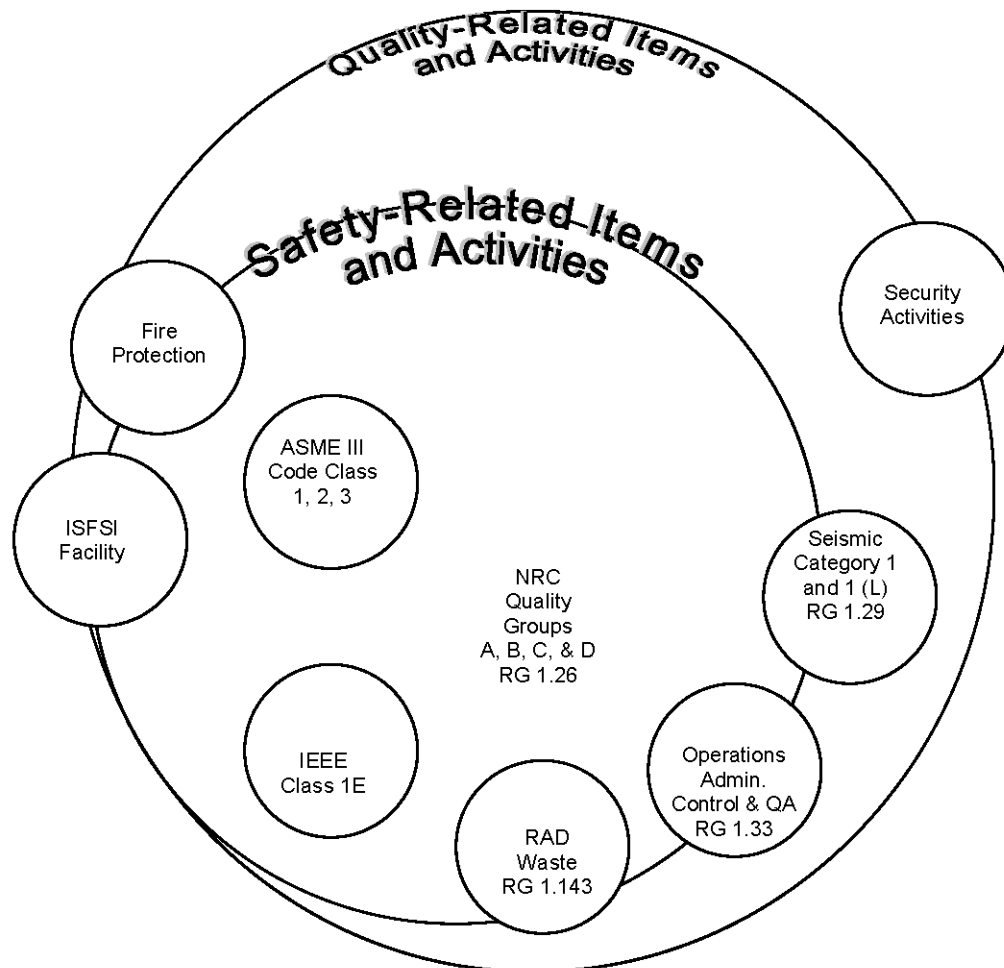 Quality-Related Items
and Activities
Safety-Related Items
and Activities
Security
Activities
Fire
Protection
ASME III
Code Class
1, 2, 3
ISFSI
Facility
Seismic
Category 1
and 1 (L)
RG 1.29
NRC
Quality
Groups
A, B, C, & D
RG 1.26
IEEE
Class 1E
Operations
Admin.
Control & QA
RG 1.33
RAD
Waste
RG 1.143